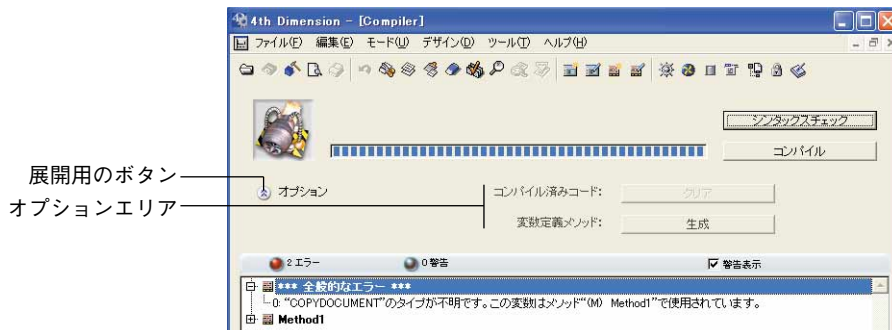 4th Dimension - [Compiler]
ファイル(F) 編集(E) モード(U) デザイン(D) ツール(T) ヘルプ(H)
シンタックスチェック
コンパイル
展開用のボタン
オプション
コンパイル済みコード:
クリア
オプションエリア
変数定義メソッド:
生成
2 エラー
0 警告
警告表示
*** 全般的なエラー ***
0: “COPYDOCUMENT”のタイプが不明です。この変数はメソッド“(M) Method1”で使用されています。
Method1